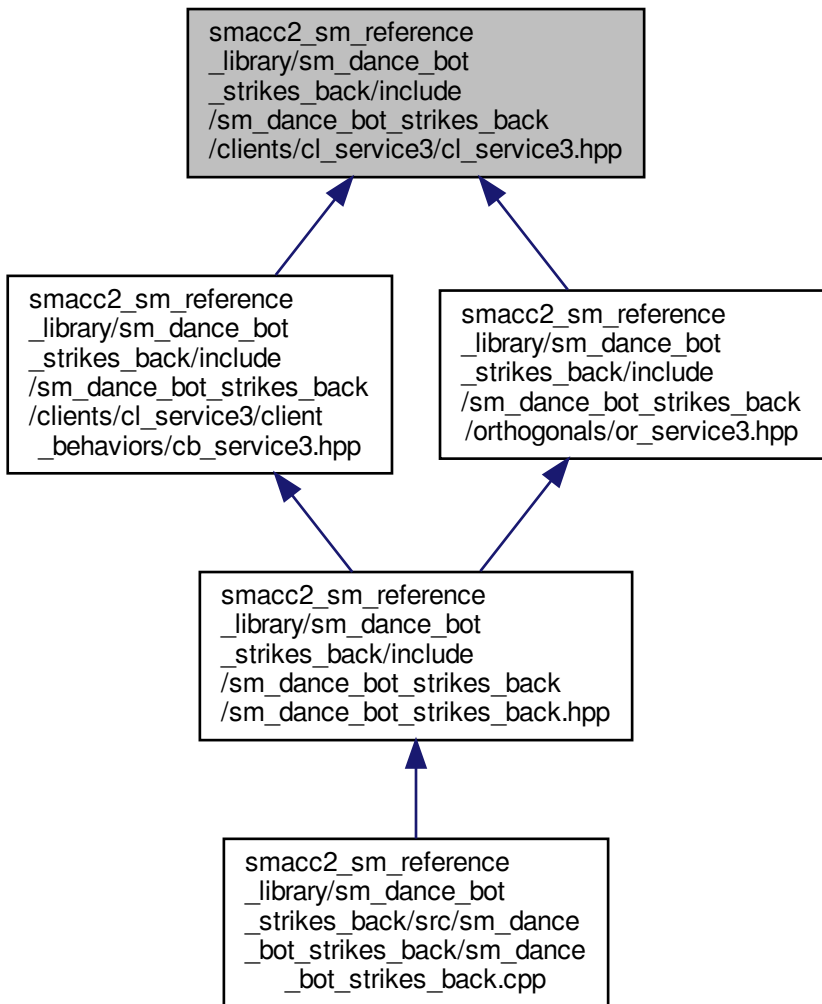 smacc2_sm_reference
_library/sm_dance_bot
_strikes_back/include
/sm_dance_bot_strikes_back
/clients/cl_service3/cl_service3.hpp
smacc2_sm_reference
_library/sm_dance_bot
_strikes_back/include
/sm_dance_bot_strikes_back
/clients/cl_service3/client
_behaviors/cb_service3.hpp
smacc2_sm_reference
_library/sm_dance_bot
_strikes_back/include
/sm_dance_bot_strikes_back
/orthogonals/or_service3.hpp
smacc2_sm_reference
_library/sm_dance_bot
_strikes_back/include
/sm_dance_bot_strikes_back
/sm_dance_bot_strikes_back.hpp
smacc2_sm_reference
_library/sm_dance_bot
_strikes_back/src/sm_dance
_bot_strikes_back/sm_dance
_bot_strikes_back.cpp